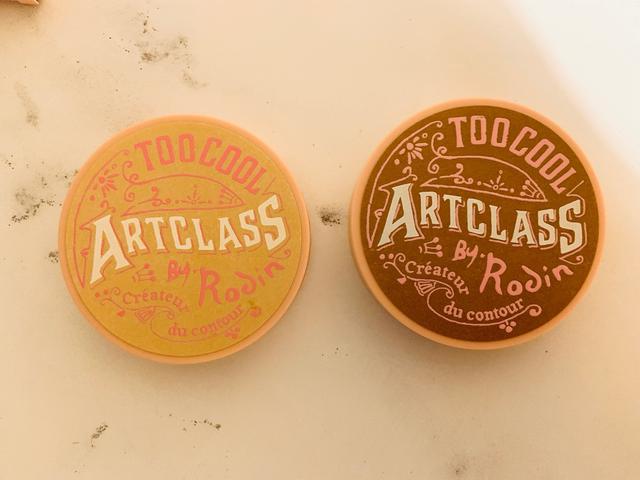 TOO COOL
ARTCLASS
By. Rodin
Créateur
du contour
TOO COOL
ARTCLASS
By. Rodin
Créateur
du contour